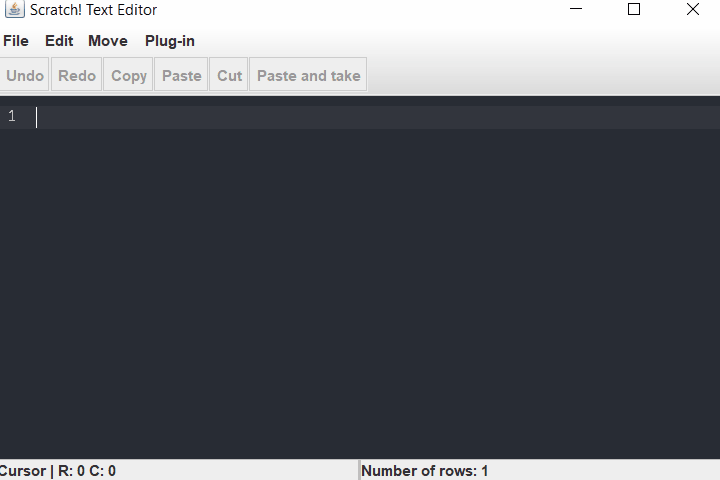 Scratch! Text Editor
File Edit Move Plug-in
Undo Redo Copy Paste Cut Paste and take
1
Cursor | R: 0 C: 0 Number of rows: 1